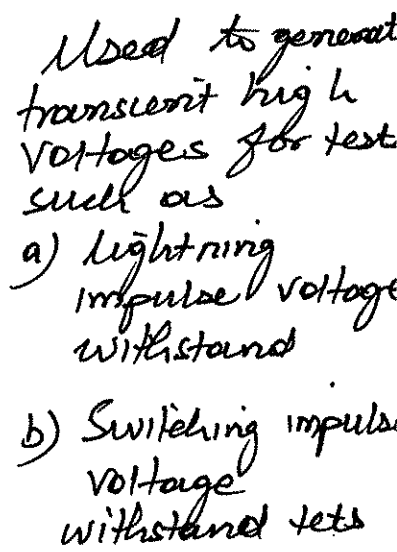 Used to generat
transient high
voltages for test
such as
a) lightning
impulse voltage
withstand
b) Switching impuls
voltage
withstand tets